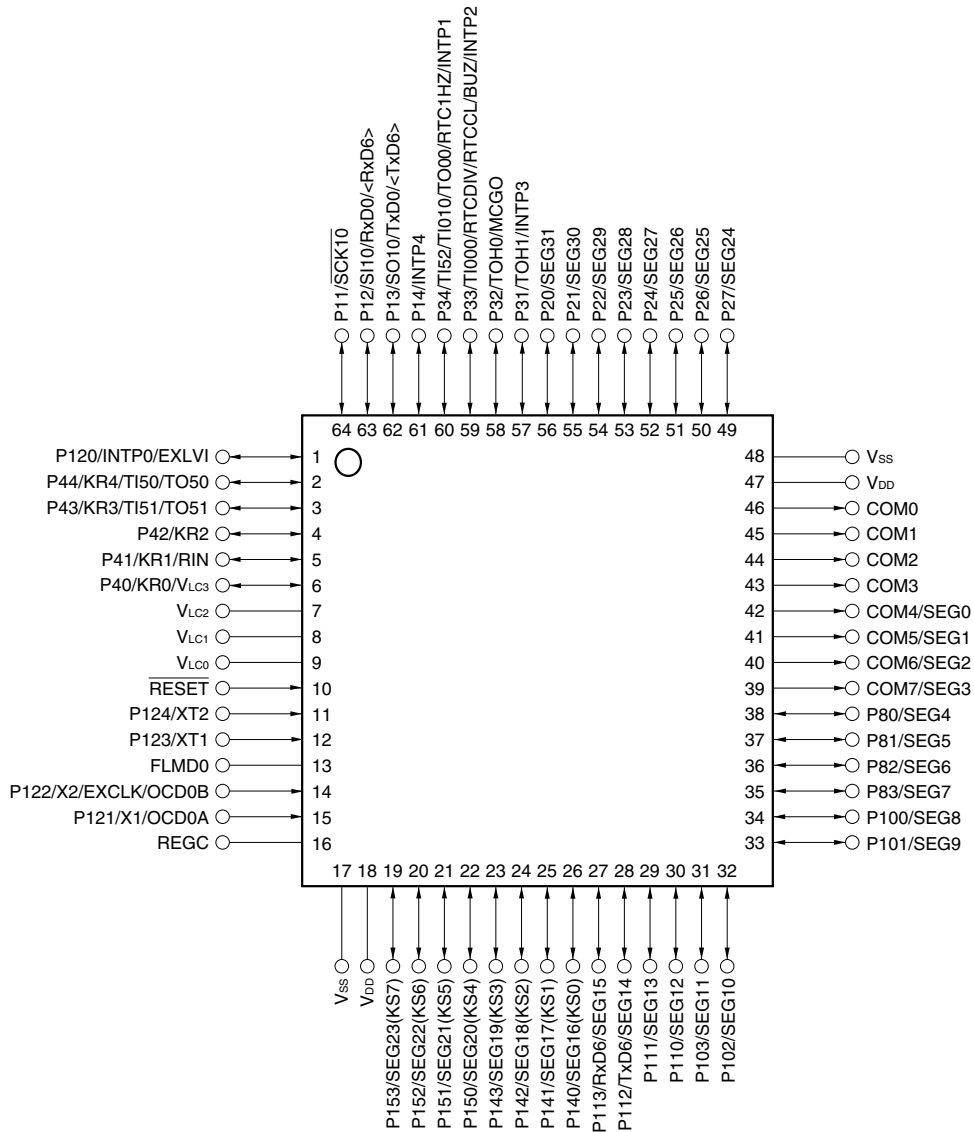 P11/SCK10
P12/SI10/RxD0/<RxD6>
P13/SO10/TxD0/<TxD6>
P14/INTP4
P34/TI52/TI010/TO00/RTC1HZ/INTP1
P33/TI000/RTCDIV/RTCCL/BUZ/INTP2
P32/TOH0/MCGO
P31/TOH1/INTP3
P20/SEG31
P21/SEG30
P22/SEG29
P23/SEG28
P24/SEG27
P25/SEG26
P26/SEG25
P27/SEG24
64 63 62 61 60 59 58 57 56 55 54 53 52 51 50 49
P120/INTP0/EXLVI 1
P44/KR4/TI50/TO50 2
P43/KR3/TI51/TO51 3
P42/KR2 4
P41/KR1/RIN 5
P40/KR0/VLC3 6
VLC2 7
VLC1 8
VLC0 9
RESET 10
P124/XT2 11
P123/XT1 12
FLMD0 13
P122/X2/EXCLK/OCD0B 14
P121/X1/OCD0A 15
REGC 16
48 VSS
47 VDD
46 COM0
45 COM1
44 COM2
43 COM3
42 COM4/SEG0
41 COM5/SEG1
40 COM6/SEG2
39 COM7/SEG3
38 P80/SEG4
37 P81/SEG5
36 P82/SEG6
35 P83/SEG7
34 P100/SEG8
33 P101/SEG9
17 18 19 20 21 22 23 24 25 26 27 28 29 30 31 32
VSS
VDD
P153/SEG23(KS7)
P152/SEG22(KS6)
P151/SEG21(KS5)
P150/SEG20(KS4)
P143/SEG19(KS3)
P142/SEG18(KS2)
P141/SEG17(KS1)
P140/SEG16(KS0)
P113/RxD6/SEG15
P112/TxD6/SEG14
P111/SEG13
P110/SEG12
P103/SEG11
P102/SEG10